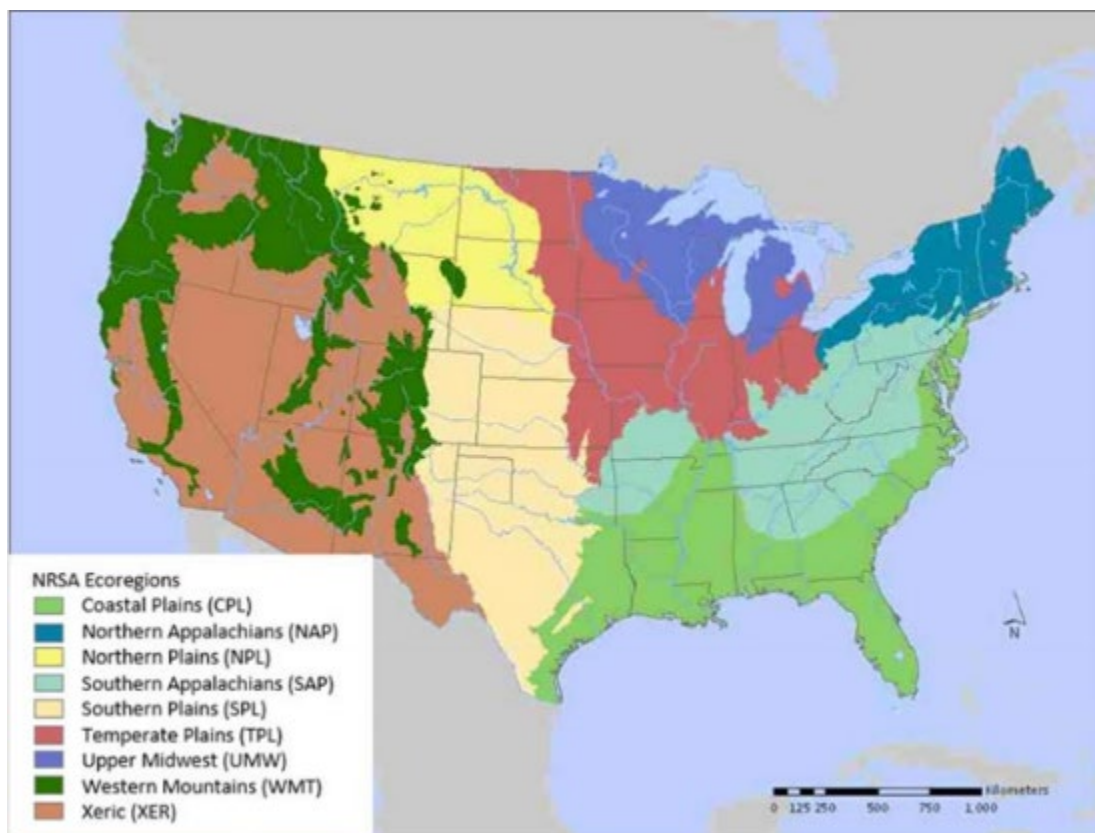 NRSA Ecoregions
Coastal Plains (CPL)
Northern Appalachians (NAP)
Northern Plains (NPL)
Southern Appalachians (SAP)
Southern Plains (SPL)
Temperate Plains (TPL)
Upper Midwest (UMW)
Western Mountains (WMT)
Xeric (XER)
N
Kilometers
0 125 250 500 750 1,000